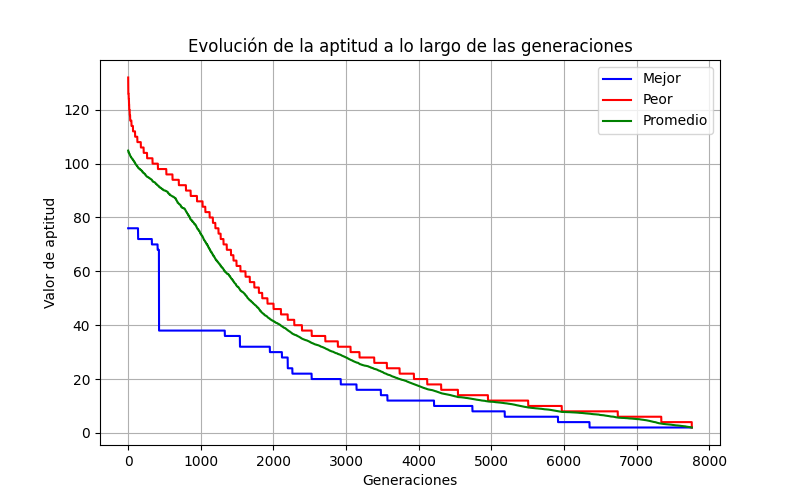 Evolución de la aptitud a lo largo de las generaciones
Mejor
Peor
Promedio
Valor de aptitud
120
100
80
60
40
20
0
0 1000 2000 3000 4000 5000 6000 7000 8000
Generaciones